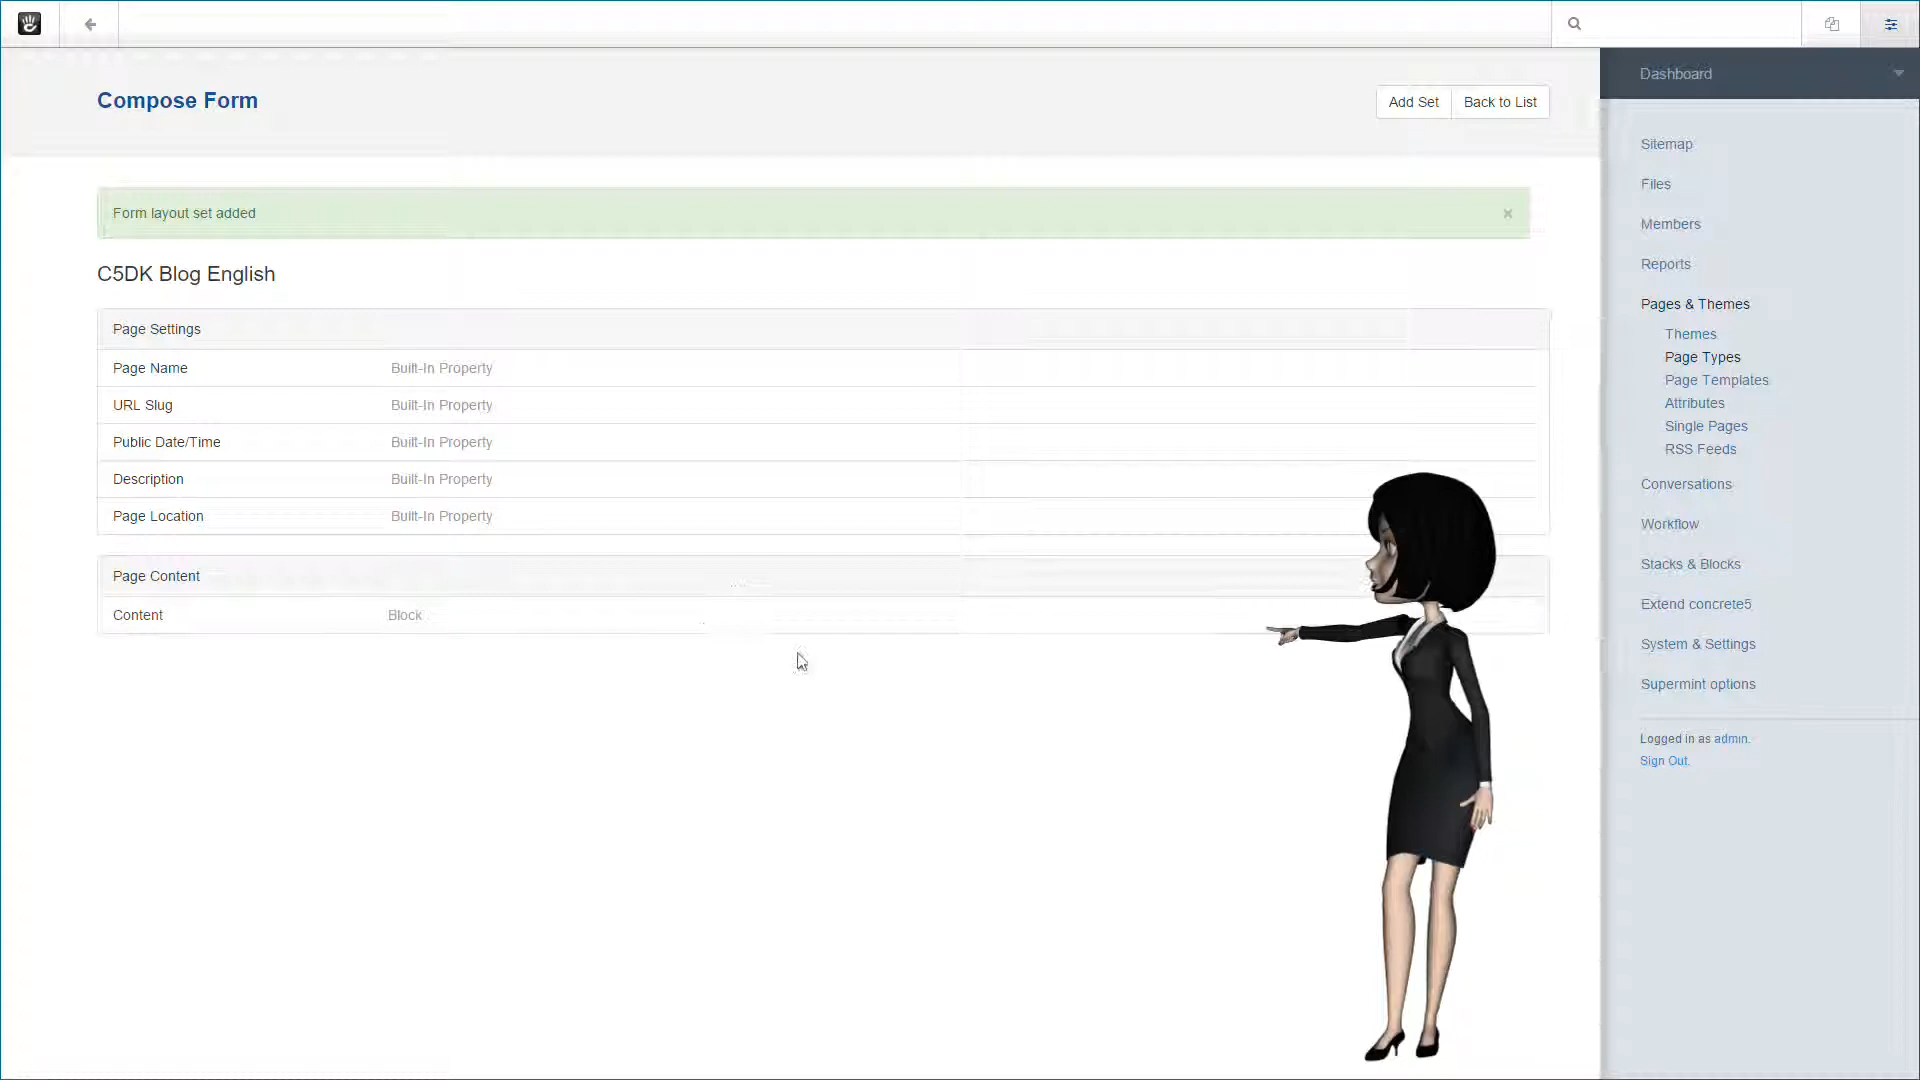 Dashboard
Compose Form
Add Set
Back to List
Form layout set added
×
C5DK Blog English
Page Settings
Page Name Built-In Property
URL Slug Built-In Property
Public Date/Time Built-In Property
Description Built-In Property
Page Location Built-In Property
Page Content
Content Block
Sitemap
Files
Members
Reports
Pages & Themes
Themes
Page Types
Page Templates
Attributes
Single Pages
RSS Feeds
Conversations
Workflow
Stacks & Blocks
Extend concrete5
System & Settings
Supermint options
Logged in as admin.
Sign Out.